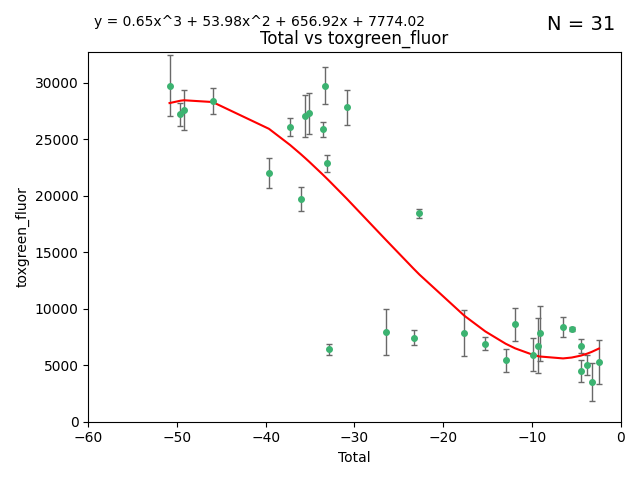 y = 0.65x^3 + 53.98x^2 + 656.92x + 7774.02
N = 31
Total vs toxgreen_fluor
30000
25000
20000
15000
10000
5000
0
toxgreen_fluor
−60 −50 −40 −30 −20 −10 0
Total